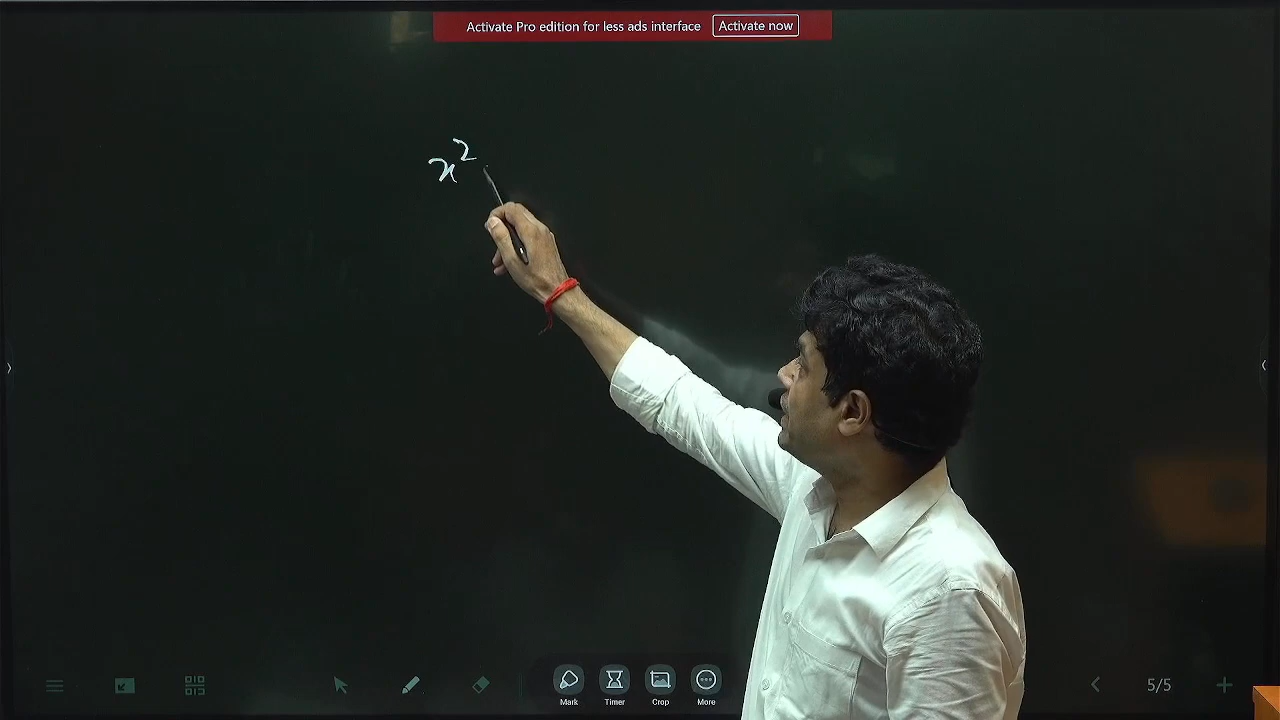 Activate Pro edition for less ads interface Activate now
x²
Mark Timer Crop More
5/5